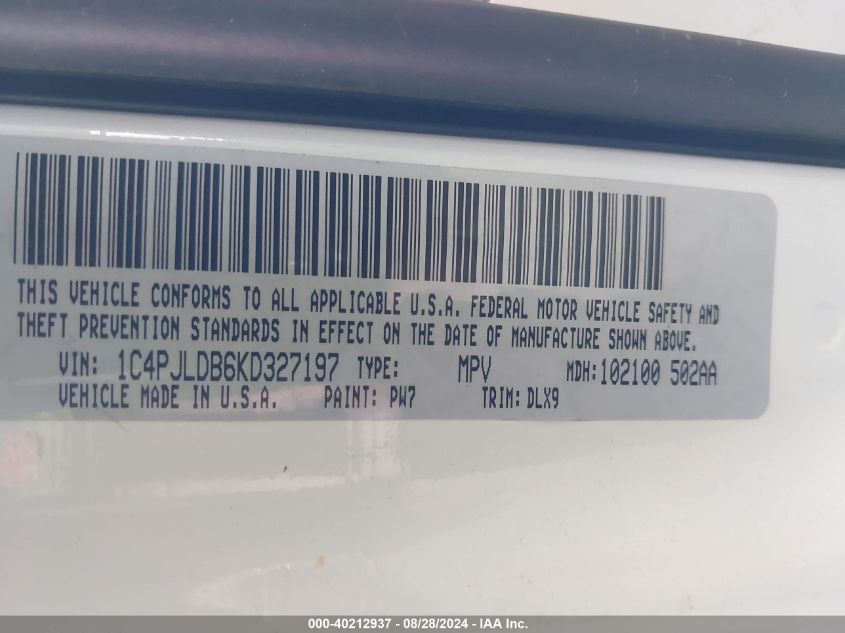 THIS VEHICLE CONFORMS TO ALL APPLICABLE U.S.A. FEDERAL MOTOR VEHICLE SAFETY AND
THEFT PREVENTION STANDARDS IN EFFECT ON THE DATE OF MANUFACTURE SHOWN ABOVE.
VIN: 1C4PJLDB6KD327197 TYPE: MPV MDH: 102100 502AA
VEHICLE MADE IN U.S.A. PAINT: PW7 TRIM: DLX9
000-40212937 - 08/28/2024 - IAA Inc.